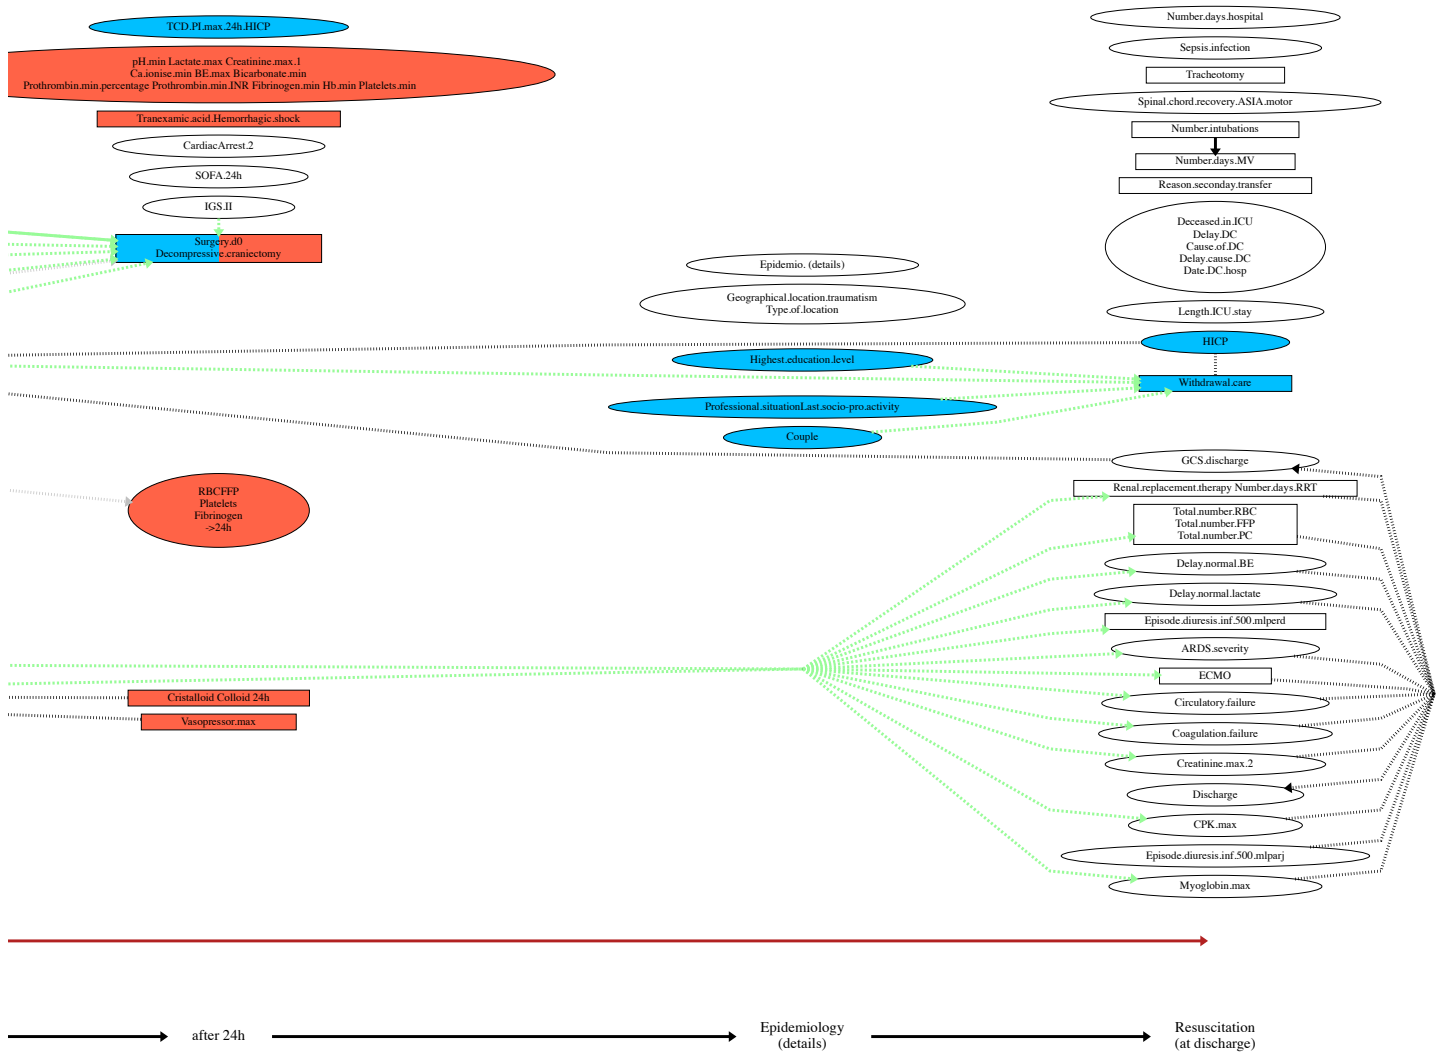 TCD.PI.max.24h.HICP
pH.min Lactate.max Creatinine.max.1
Ca.ionise.min BE.max Bicarbonate.min
Prothrombin.min.percentage Prothrombin.min.INR Fibrinogen.min Hb.min Platelets.min
Tranexamic.acid.Hemorrhagic.shock
CardiacArrest.2
SOFA.24h
IGS.II
Surgery.d0
Decompressive.craniectomy
RBCFFP
Platelets
Fibrinogen
->24h
Cristalloid Colloid 24h
Vasopressor.max
Epidemio. (details)
Geographical.location.traumatism
Type.of.location
Highest.education.level
Professional.situationLast.socio-pro.activity
Couple
Number.days.hospital
Sepsis.infection
Tracheotomy
Spinal.chord.recovery.ASIA.motor
Number.intubations
Number.days.MV
Reason.seconday.transfer
Deceased.in.ICU
Delay.DC
Cause.of.DC
Delay.cause.DC
Date.DC.hosp
Length.ICU.stay
HICP
Withdrawal.care
GCS.discharge
Renal.replacement.therapy Number.days.RRT
Total.number.RBC
Total.number.FFP
Total.number.PC
Delay.normal.BE
Delay.normal.lactate
Episode.diuresis.inf.500.mlperd
ARDS.severity
ECMO
Circulatory.failure
Coagulation.failure
Creatinine.max.2
Discharge
CPK.max
Episode.diuresis.inf.500.mlparj
Myoglobin.max
after 24h
Epidemiology
(details)
Resuscitation
(at discharge)